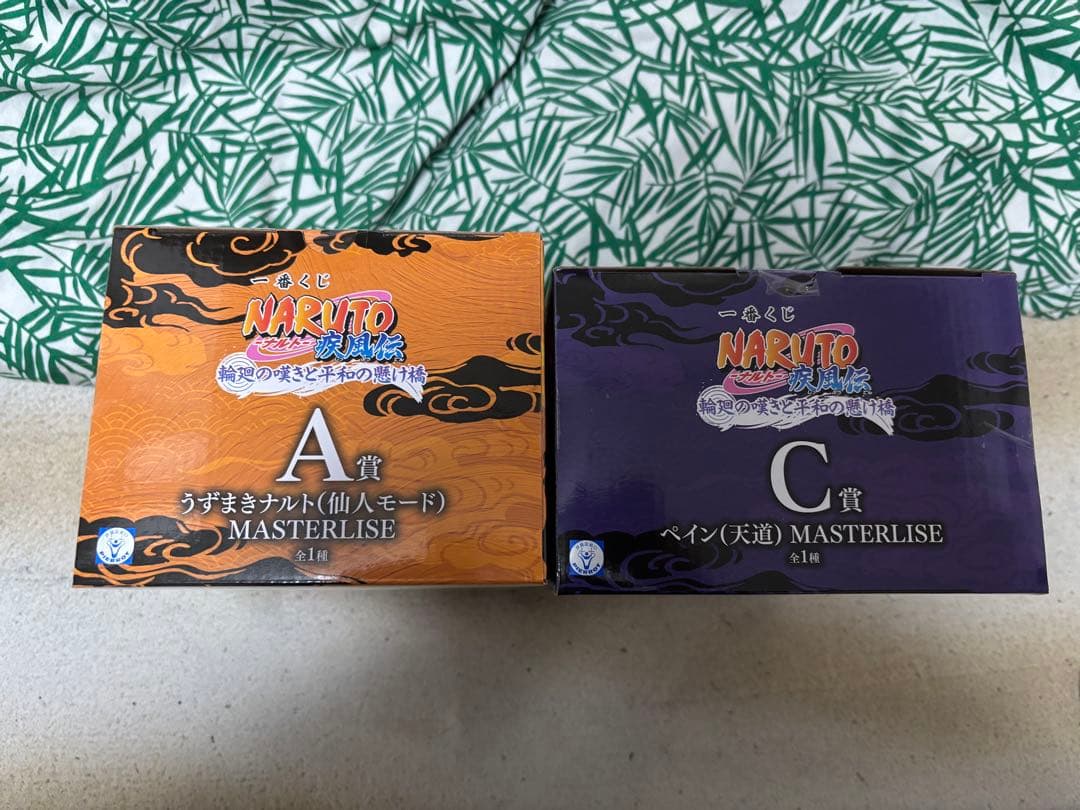 一番くじ
NARUTO
-ナルト-
疾風伝
輪廻の嘆きと平和の懸け橋
A賞
うずまきナルト(仙人モード)
MASTERLISE
全1種
PIERROT
一番くじ
NARUTO
-ナルト-
疾風伝
輪廻の嘆きと平和の懸け橋
C賞
ペイン(天道) MASTERLISE
全1種
PIERROT